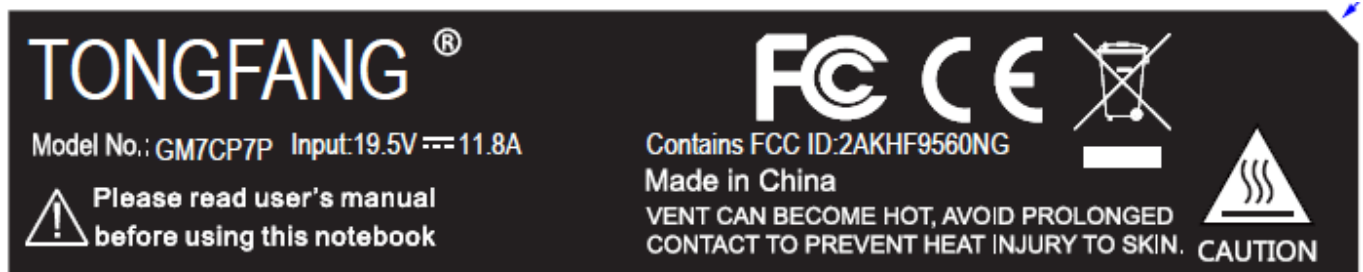 TONGFANG ®
Model No.: GM7CP7P Input:19.5V ⎓ 11.8A
Please read user's manual
before using this notebook
FC CE
Contains FCC ID:2AKHF9560NG
Made in China
VENT CAN BECOME HOT, AVOID PROLONGED
CONTACT TO PREVENT HEAT INJURY TO SKIN.
CAUTION